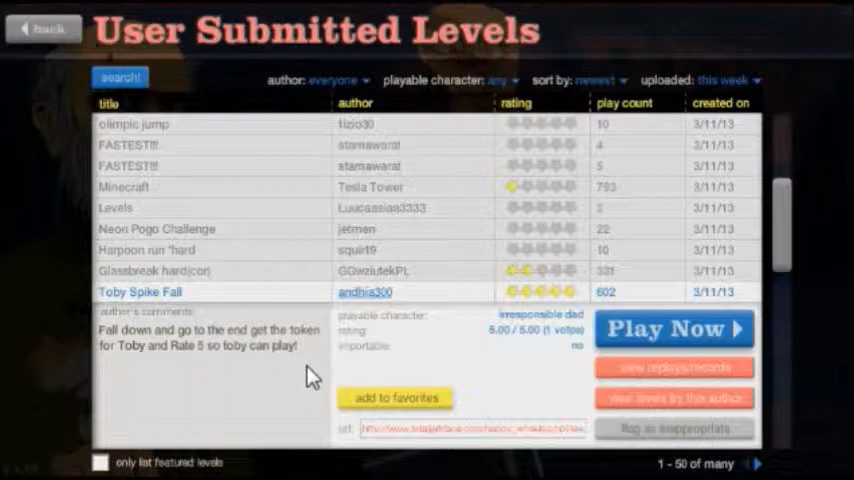 Back
User Submitted Levels
search!
author: everyone playable character: any sort by: newest uploaded: this week
title author rating play count created on
olimpic jump tizio30 10 3/11/13
FASTEST!!! stamawarat 4 3/11/13
FASTEST!!! stamawarat 5 3/11/13
Minecraft Tesla Tower 793 3/11/13
Levels 3/11/13
Neon Pogo Challenge jetmen 22 3/11/13
Harpoon run "hard squirt9 10 3/11/13
Glassbreak hard(cor) GGwziutekPL 331 3/11/13
Toby Spike Fall andhia300 602 3/11/13
author's comments:
Fall down and go to the end get the token
for Toby and Rate 5 so toby can play!
playable character: irresponsible dad
rating: 5.00 / 5.00 (1 votes)
importable: no
add to favorites
url:
Play Now
view replays/records
view levels by this author
flag as inappropriate
only list featured levels
1 - 50 of many